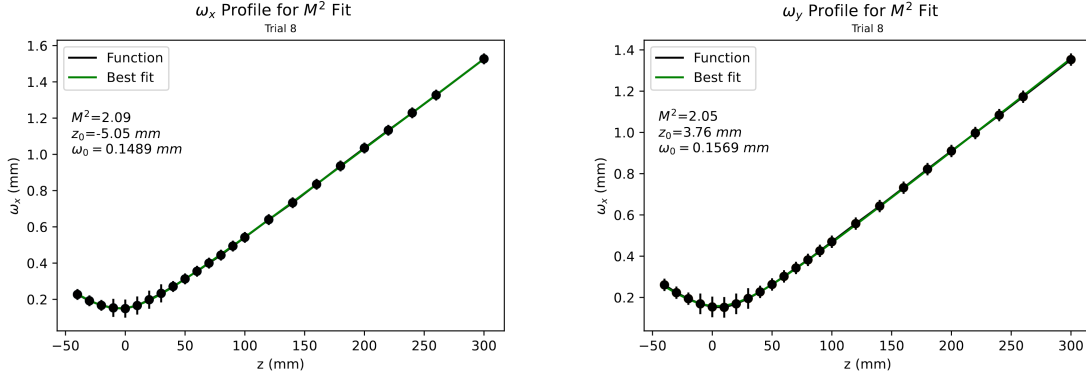 ωₓ Profile for M² Fit
Trial 8
Function
Best fit
M²=2.09
z₀=-5.05 mm
ω₀ = 0.1489 mm
1.6
1.4
1.2
1.0
0.8
0.6
0.4
0.2
ωₓ (mm)
−50 0 50 100 150 200 250 300
z (mm)
ω_y Profile for M² Fit
Trial 8
Function
Best fit
M²=2.05
z₀=3.76 mm
ω₀ = 0.1569 mm
1.4
1.2
1.0
0.8
0.6
0.4
0.2
ωₓ (mm)
−50 0 50 100 150 200 250 300
z (mm)